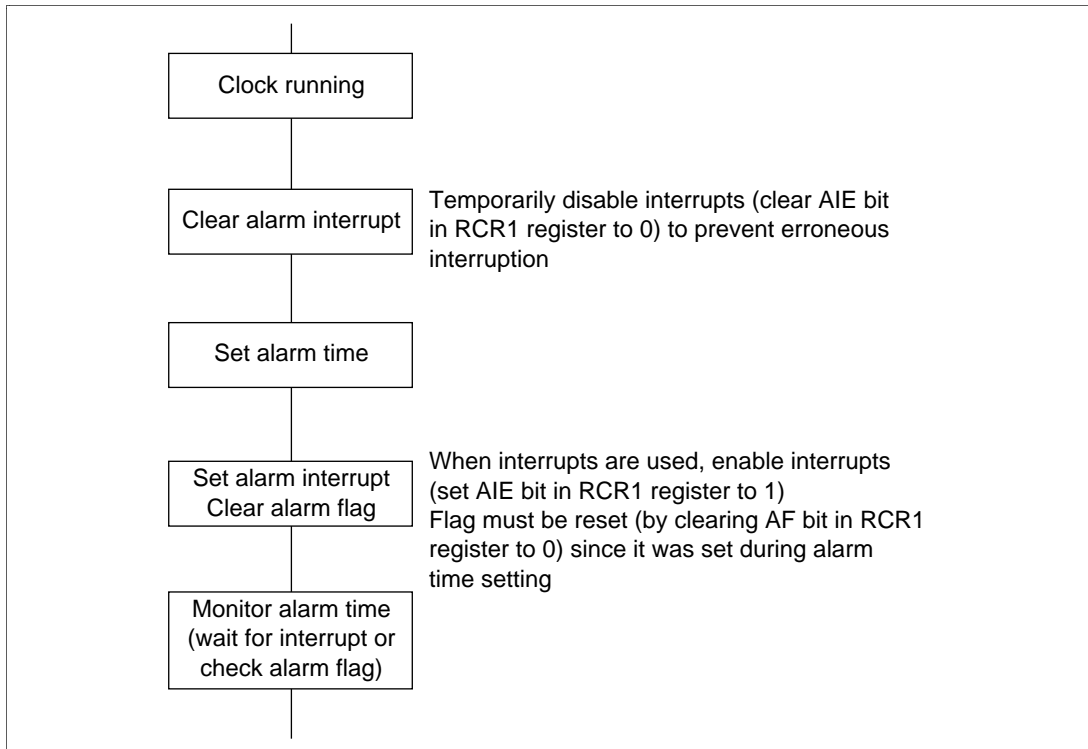 Clock running
Clear alarm interrupt
Temporarily disable interrupts (clear AIE bit
in RCR1 register to 0) to prevent erroneous
interruption
Set alarm time
Set alarm interrupt
Clear alarm flag
When interrupts are used, enable interrupts
(set AIE bit in RCR1 register to 1)
Flag must be reset (by clearing AF bit in RCR1
register to 0) since it was set during alarm
time setting
Monitor alarm time
(wait for interrupt or
check alarm flag)